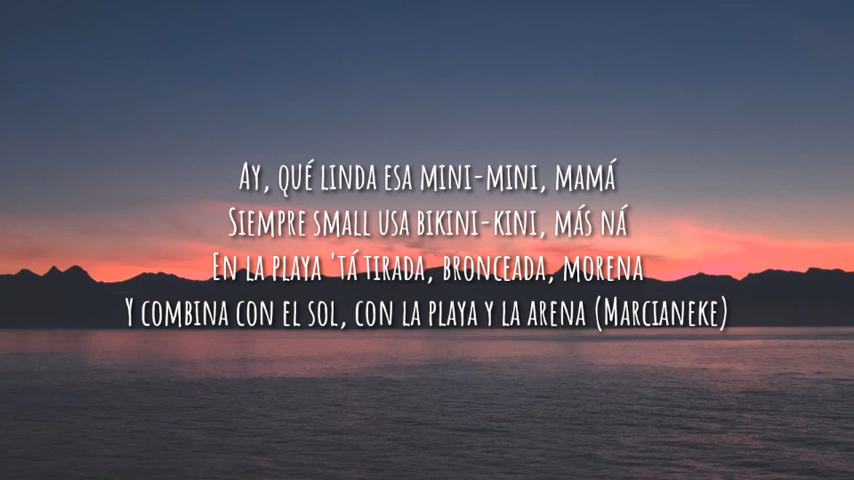 Ay, qué linda esa mini-mini, mamá
Siempre small usa bikini-kini, más ná
En la playa 'tá tirada, bronceada, morena
Y combina con el sol, con la playa y la arena (Marcianeke)